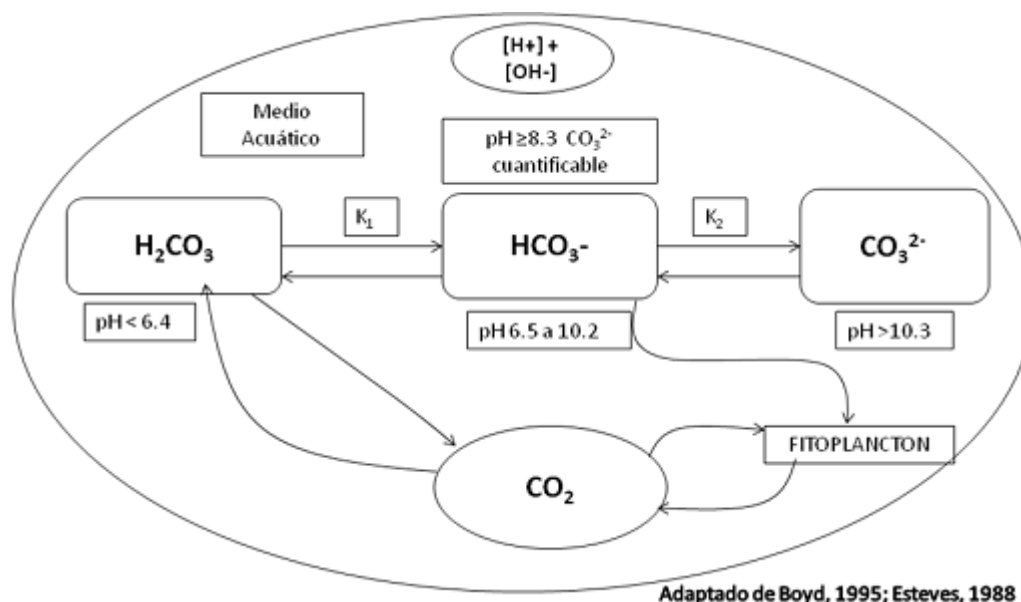 [H+] +
[OH-]
Medio
Acuático
pH ≥8.3 CO₃²⁻
cuantificable
K₁
K₂
H₂CO₃
HCO₃-
CO₃²⁻
pH < 6.4
pH 6.5 a 10.2
pH >10.3
FITOPLANCTON
CO₂
Adaptado de Boyd, 1995; Esteves, 1988